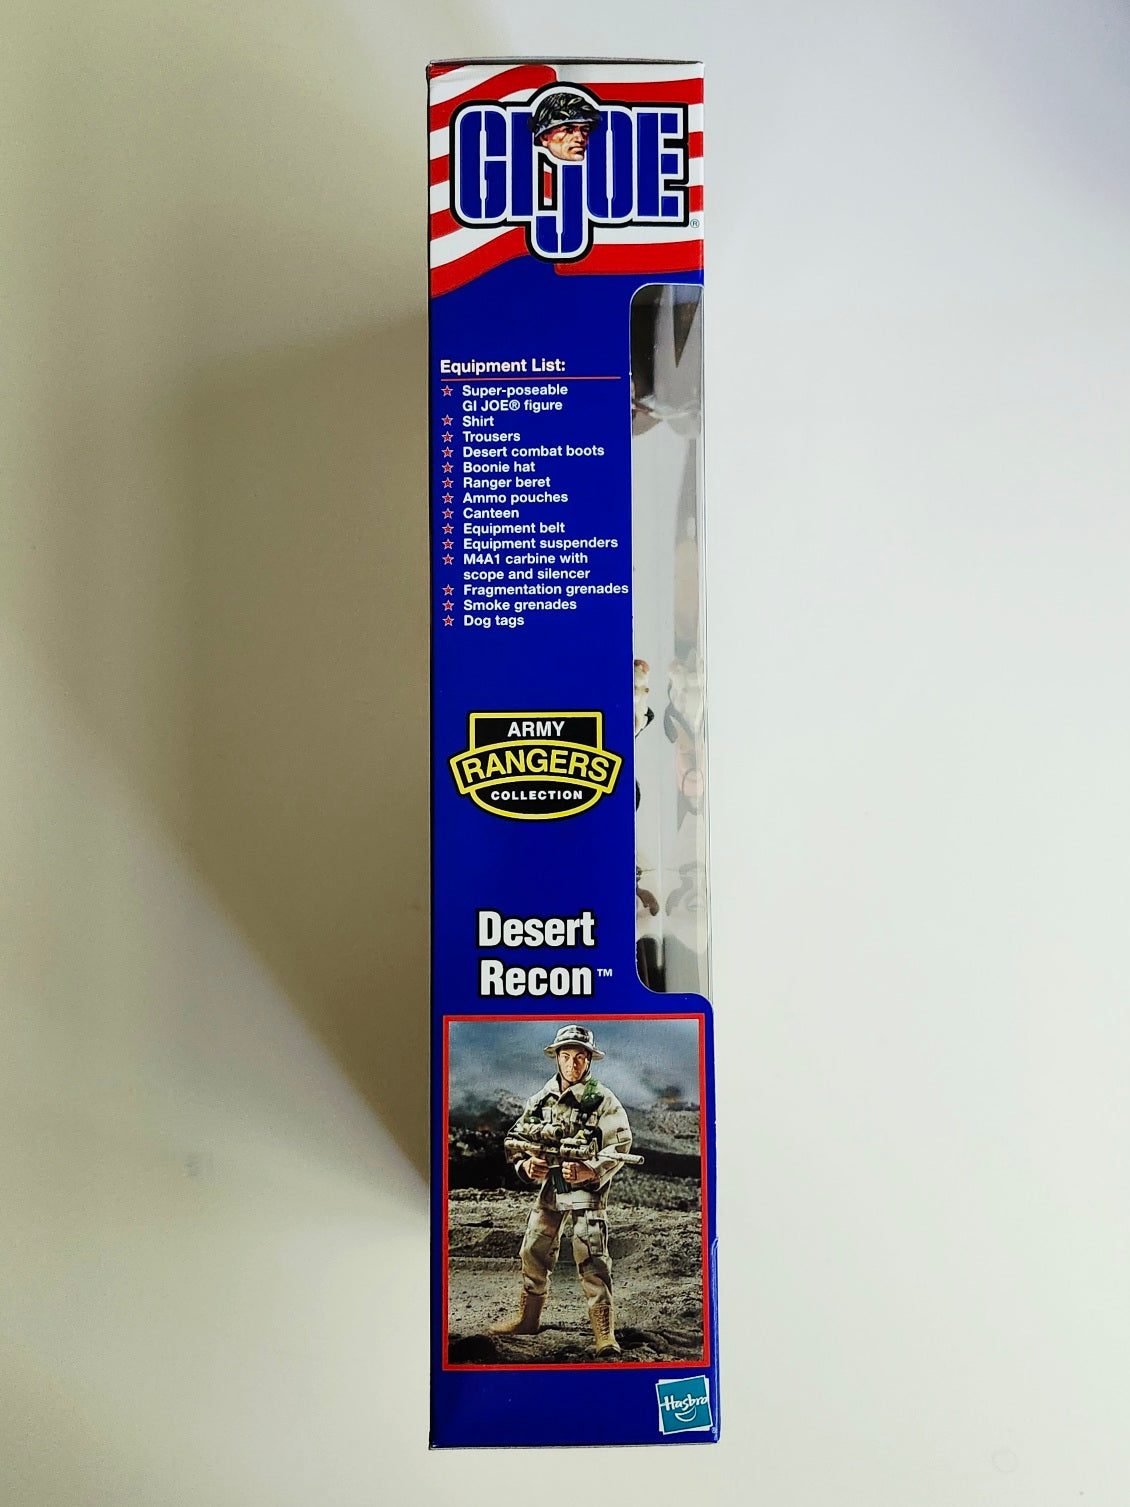 GI JOE ®
Equipment List:
Super-poseable
GI JOE® figure
Shirt
Trousers
Desert combat boots
Boonie hat
Ranger beret
Ammo pouches
Canteen
Equipment belt
Equipment suspenders
M4A1 carbine with
scope and silencer
Fragmentation grenades
Smoke grenades
Dog tags
ARMY
RANGERS
COLLECTION
Desert
Recon™
Hasbro